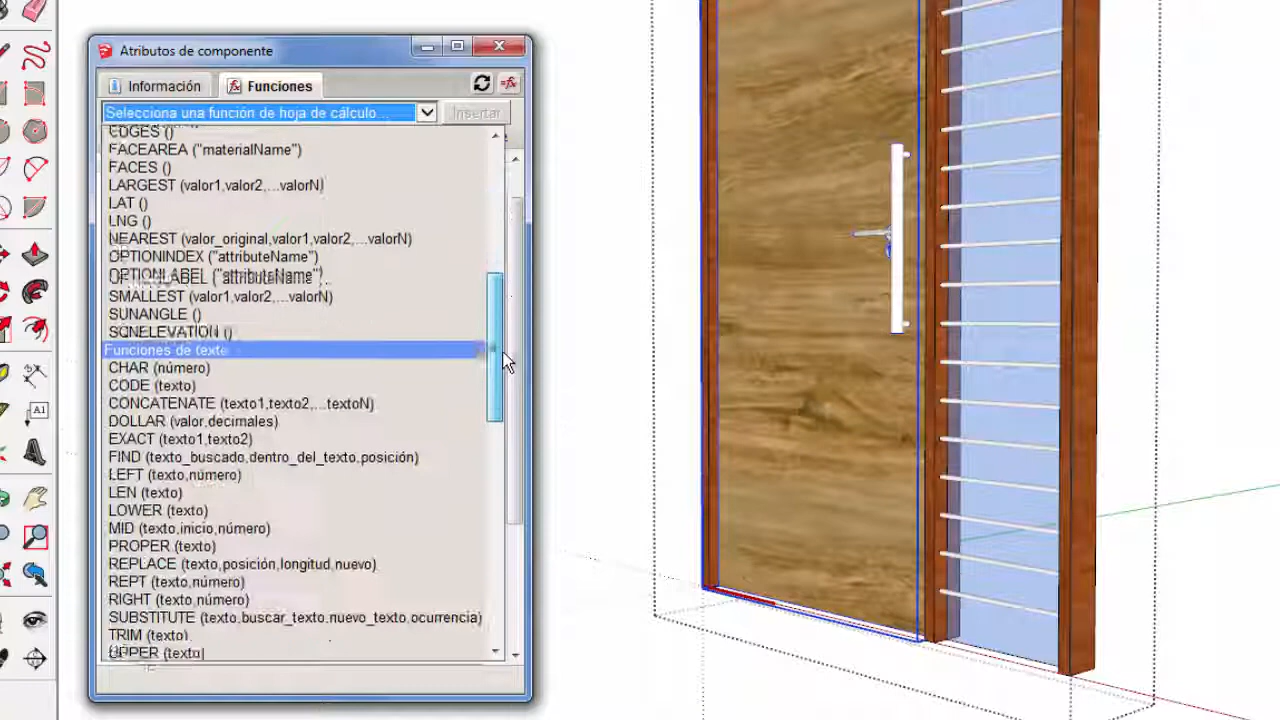 Atributos de componente
Información
Funciones
Selecciona una función de hoja de cálculo...
Insertar
EDGES ()
FACEAREA ("materialName")
FACES ()
LARGEST (valor1,valor2,...valorN)
LAT ()
LNG ()
NEAREST (valor_original,valor1,valor2,...valorN)
OPTIONINDEX ("attributeName")
OPTIONLABEL ("attributeName")
SMALLEST (valor1,valor2,...valorN)
SUNANGLE ()
SUNELEVATION ()
Funciones de texto
CHAR (número)
CODE (texto)
CONCATENATE (texto1,texto2,...textoN)
DOLLAR (valor,decimales)
EXACT (texto1,texto2)
FIND (texto_buscado,dentro_del_texto,posición)
LEFT (texto,número)
LEN (texto)
LOWER (texto)
MID (texto,inicio,número)
PROPER (texto)
REPLACE (texto,posición,longitud,nuevo)
REPT (texto,número)
RIGHT (texto,número)
SUBSTITUTE (texto,buscar_texto,nuevo_texto,ocurrencia)
TRIM (texto)
UPPER (texto)
A1